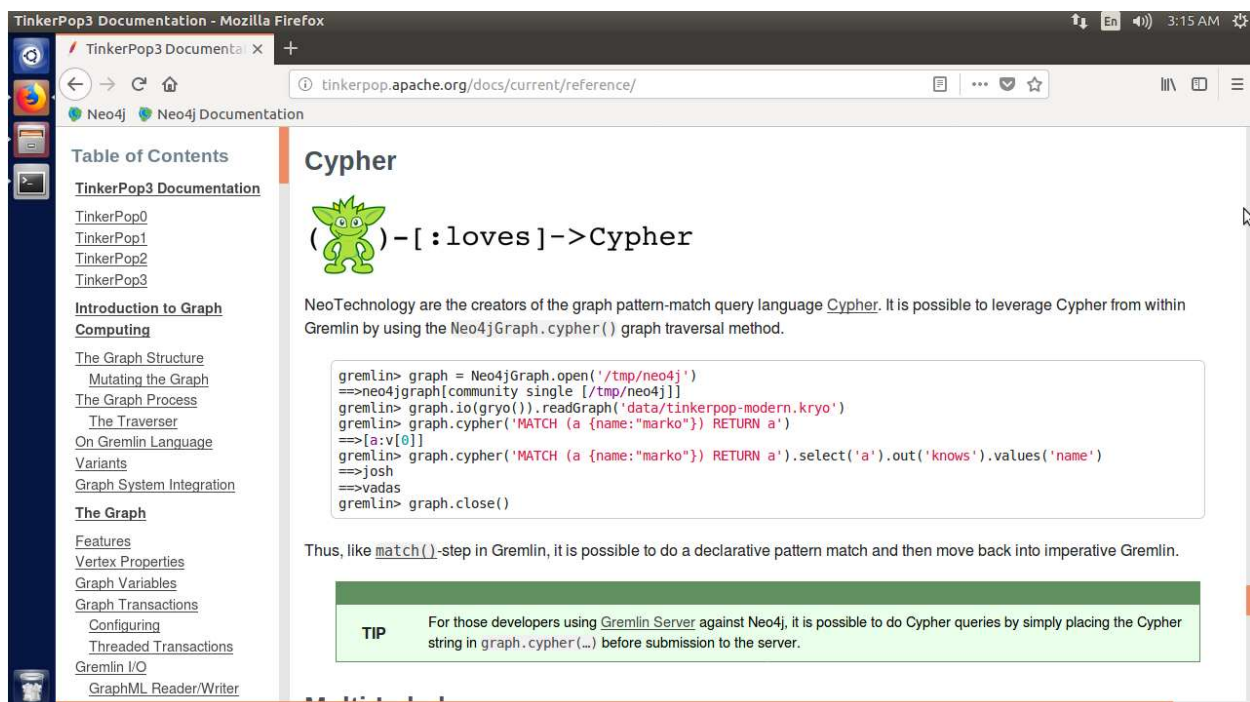 TinkerPop3 Documentation - Mozilla Firefox
En
3:15 AM
TinkerPop3 Documenta
tinkerpop.apache.org/docs/current/reference/
Neo4j Neo4j Documentation
Table of Contents
TinkerPop3 Documentation
TinkerPop0
TinkerPop1
TinkerPop2
TinkerPop3
Introduction to Graph
Computing
The Graph Structure
Mutating the Graph
The Graph Process
The Traverser
On Gremlin Language
Variants
Graph System Integration
The Graph
Features
Vertex Properties
Graph Variables
Graph Transactions
Configuring
Threaded Transactions
Gremlin I/O
GraphML Reader/Writer
Cypher
( )-[:loves]->Cypher
NeoTechnology are the creators of the graph pattern-match query language Cypher. It is possible to leverage Cypher from within
Gremlin by using the Neo4jGraph.cypher() graph traversal method.
gremlin> graph = Neo4jGraph.open('/tmp/neo4j')
==>neo4jgraph[community single [/tmp/neo4j]]
gremlin> graph.io(gryo()).readGraph('data/tinkerpop-modern.kryo')
gremlin> graph.cypher('MATCH (a {name:"marko"}) RETURN a')
==>[a:v[0]]
gremlin> graph.cypher('MATCH (a {name:"marko"}) RETURN a').select('a').out('knows').values('name')
==>josh
==>vadas
gremlin> graph.close()
Thus, like match()-step in Gremlin, it is possible to do a declarative pattern match and then move back into imperative Gremlin.
TIP
For those developers using Gremlin Server against Neo4j, it is possible to do Cypher queries by simply placing the Cypher
string in graph.cypher(…) before submission to the server.